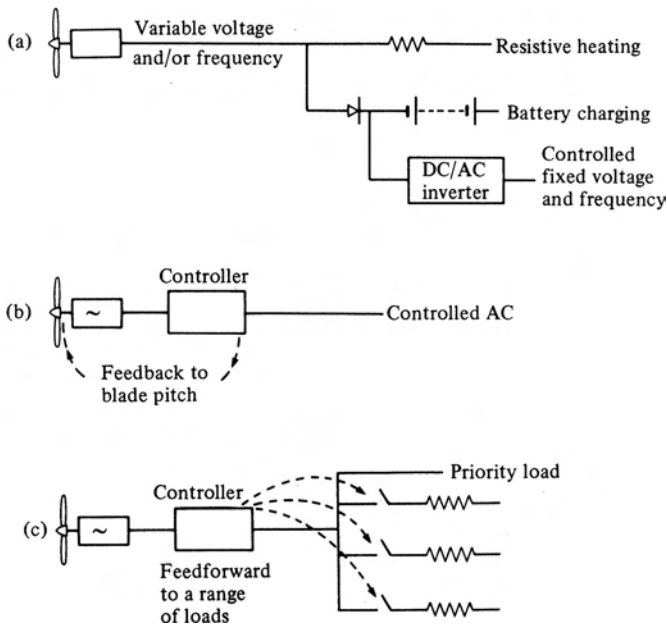 (a)
Variable voltage
and/or frequency
Resistive heating
Battery charging
DC/AC
inverter
Controlled
fixed voltage
and frequency
(b)
~
Controller
Controlled AC
Feedback to
blade pitch
(c)
~
Controller
Priority load
Feedforward
to a range
of loads